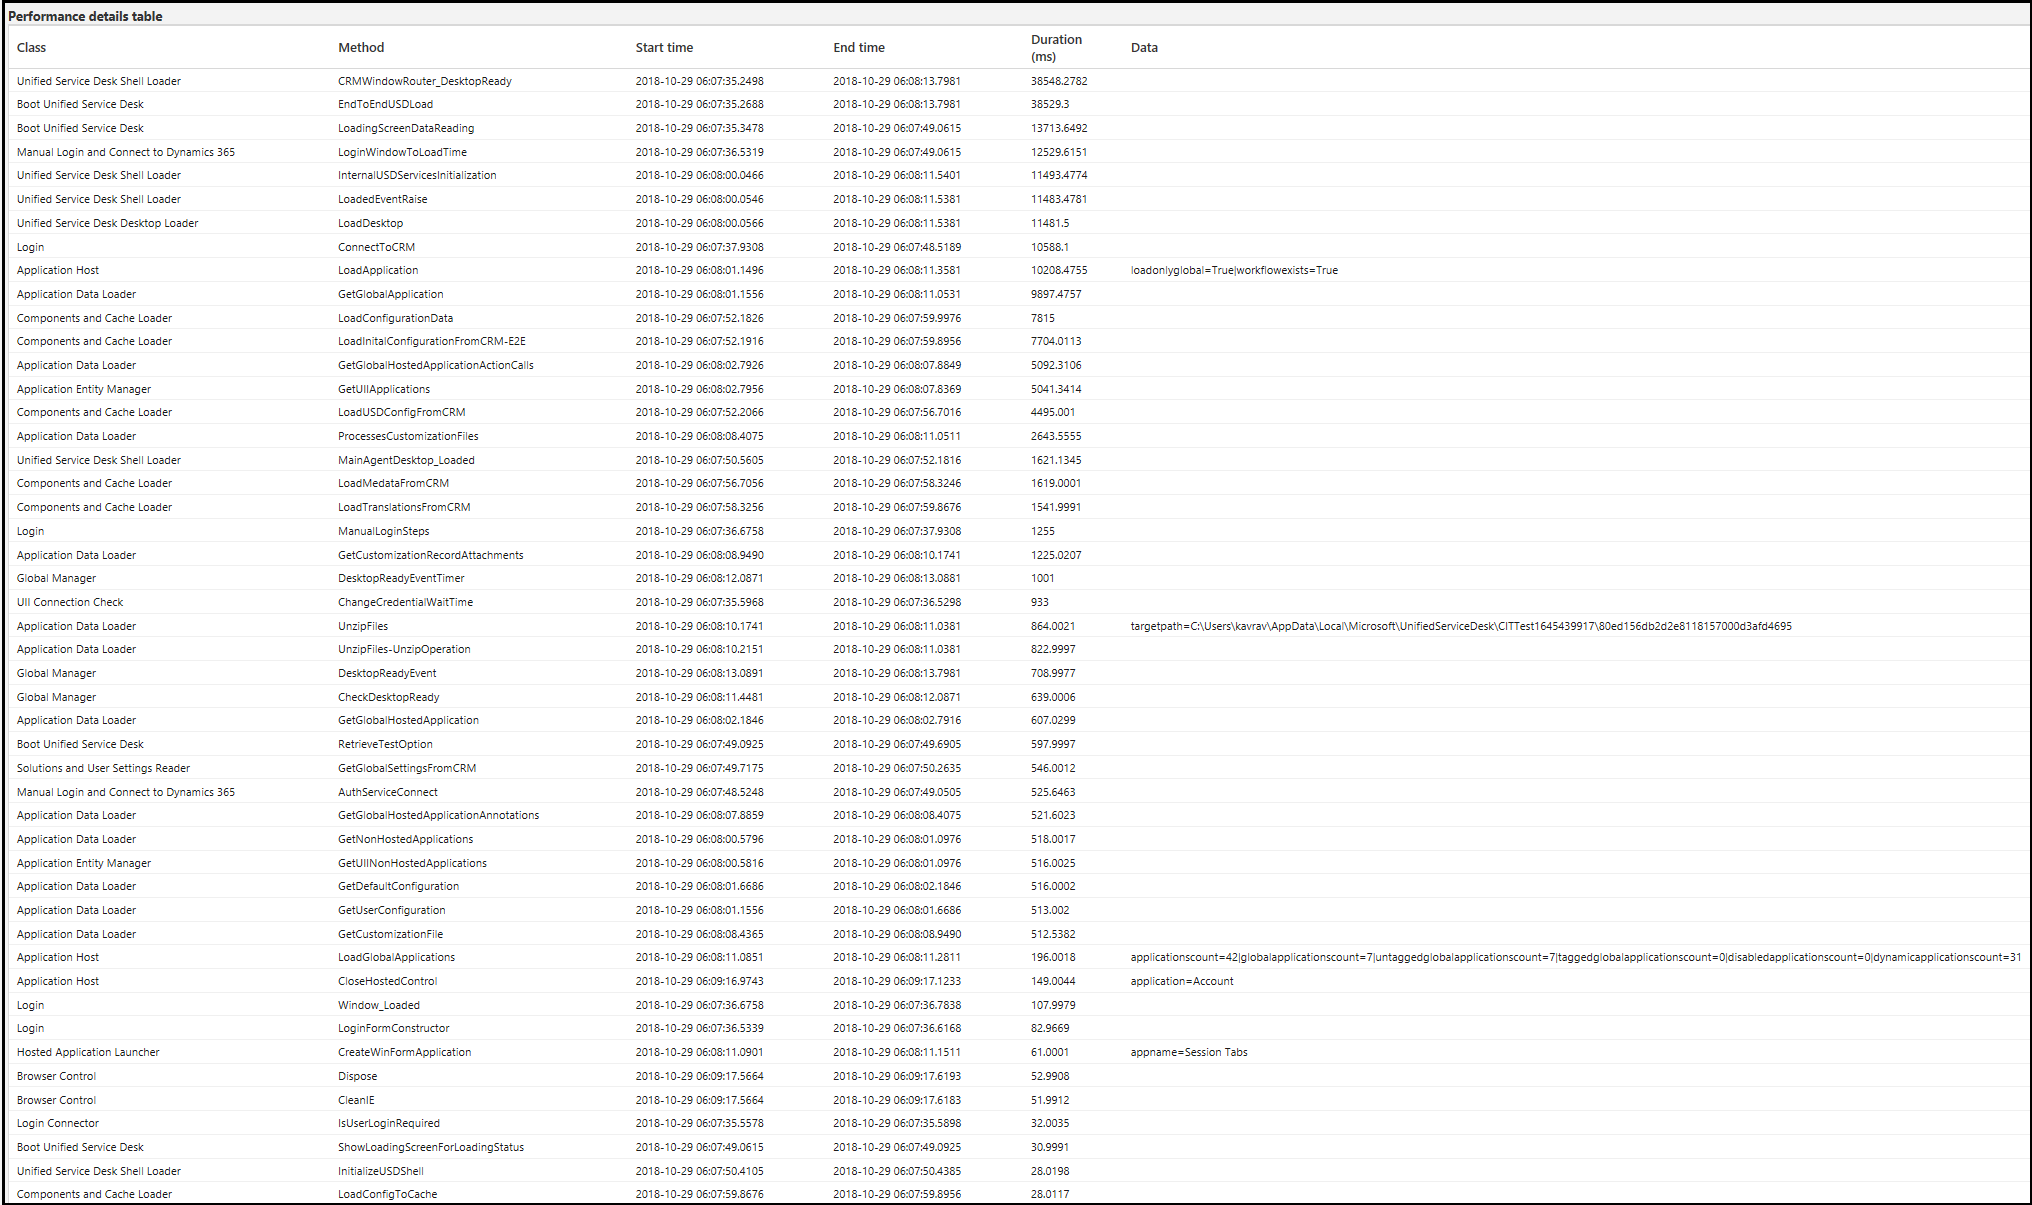 Performance details table
Class Method Start time End time Duration (ms) Data
Unified Service Desk Shell Loader CRMWindowRouter_DesktopReady 2018-10-29 06:07:35.2498 2018-10-29 06:08:13.7981 38548.2782
Boot Unified Service Desk EndToEndUSDLoad 2018-10-29 06:07:35.2688 2018-10-29 06:08:13.7981 38529.3
Boot Unified Service Desk LoadingScreenDataReading 2018-10-29 06:07:35.3478 2018-10-29 06:07:49.0615 13713.6492
Manual Login and Connect to Dynamics 365 LoginWindowToLoadTime 2018-10-29 06:07:36.5319 2018-10-29 06:07:49.0615 12529.6151
Unified Service Desk Shell Loader InternalUSDServicesInitialization 2018-10-29 06:08:00.0466 2018-10-29 06:08:11.5401 11493.4774
Unified Service Desk Shell Loader LoadedEventRaise 2018-10-29 06:08:00.0546 2018-10-29 06:08:11.5381 11483.4781
Unified Service Desk Desktop Loader LoadDesktop 2018-10-29 06:08:00.0566 2018-10-29 06:08:11.5381 11481.5
Login ConnectToCRM 2018-10-29 06:07:37.9308 2018-10-29 06:07:48.5189 10588.1
Application Host LoadApplication 2018-10-29 06:08:01.1496 2018-10-29 06:08:11.3581 10208.4755 loadonlyglobal=True|workflowexists=True
Application Data Loader GetGlobalApplication 2018-10-29 06:08:01.1556 2018-10-29 06:08:11.0531 9897.4757
Components and Cache Loader LoadConfigurationData 2018-10-29 06:07:52.1826 2018-10-29 06:07:59.9976 7815
Components and Cache Loader LoadInitalConfigurationFromCRM-E2E 2018-10-29 06:07:52.1916 2018-10-29 06:07:59.8956 7704.0113
Application Data Loader GetGlobalHostedApplicationActionCalls 2018-10-29 06:08:02.7926 2018-10-29 06:08:07.8849 5092.3106
Application Entity Manager GetUIIApplications 2018-10-29 06:08:02.7956 2018-10-29 06:08:07.8369 5041.3414
Components and Cache Loader LoadUSDConfigFromCRM 2018-10-29 06:07:52.2066 2018-10-29 06:07:56.7016 4495.001
Application Data Loader ProcessesCustomizationFiles 2018-10-29 06:08:08.4075 2018-10-29 06:08:11.0511 2643.5555
Unified Service Desk Shell Loader MainAgentDesktop_Loaded 2018-10-29 06:07:50.5605 2018-10-29 06:07:52.1816 1621.1345
Components and Cache Loader LoadMedataFromCRM 2018-10-29 06:07:56.7056 2018-10-29 06:07:58.3246 1619.0001
Components and Cache Loader LoadTranslationsFromCRM 2018-10-29 06:07:58.3256 2018-10-29 06:07:59.8676 1541.9991
Login ManualLoginSteps 2018-10-29 06:07:36.6758 2018-10-29 06:07:37.9308 1255
Application Data Loader GetCustomizationRecordAttachments 2018-10-29 06:08:08.9490 2018-10-29 06:08:10.1741 1225.0207
Global Manager DesktopReadyEventTimer 2018-10-29 06:08:12.0871 2018-10-29 06:08:13.0881 1001
UII Connection Check ChangeCredentialWaitTime 2018-10-29 06:07:35.5968 2018-10-29 06:07:36.5298 933
Application Data Loader UnzipFiles 2018-10-29 06:08:10.1741 2018-10-29 06:08:11.0381 864.0021 targetpath=C:\Users\kavrav\AppData\Local\Microsoft\UnifiedServiceDesk\CITTest1645439917\80ed156db2d2e8118157000d3afd4695
Application Data Loader UnzipFiles-UnzipOperation 2018-10-29 06:08:10.2151 2018-10-29 06:08:11.0381 822.9997
Global Manager DesktopReadyEvent 2018-10-29 06:08:13.0891 2018-10-29 06:08:13.7981 708.9977
Global Manager CheckDesktopReady 2018-10-29 06:08:11.4481 2018-10-29 06:08:12.0871 639.0006
Application Data Loader GetGlobalHostedApplication 2018-10-29 06:08:02.1846 2018-10-29 06:08:02.7916 607.0299
Boot Unified Service Desk RetrieveTestOption 2018-10-29 06:07:49.0925 2018-10-29 06:07:49.6905 597.9997
Solutions and User Settings Reader GetGlobalSettingsFromCRM 2018-10-29 06:07:49.7175 2018-10-29 06:07:50.2635 546.0012
Manual Login and Connect to Dynamics 365 AuthServiceConnect 2018-10-29 06:07:48.5248 2018-10-29 06:07:49.0505 525.6463
Application Data Loader GetGlobalHostedApplicationAnnotations 2018-10-29 06:08:07.8859 2018-10-29 06:08:08.4075 521.6023
Application Data Loader GetNonHostedApplications 2018-10-29 06:08:00.5796 2018-10-29 06:08:01.0976 518.0017
Application Entity Manager GetUIINonHostedApplications 2018-10-29 06:08:00.5816 2018-10-29 06:08:01.0976 516.0025
Application Data Loader GetDefaultConfiguration 2018-10-29 06:08:01.6686 2018-10-29 06:08:02.1846 516.0002
Application Data Loader GetUserConfiguration 2018-10-29 06:08:01.1556 2018-10-29 06:08:01.6686 513.002
Application Data Loader GetCustomizationFile 2018-10-29 06:08:08.4365 2018-10-29 06:08:08.9490 512.5382
Application Host LoadGlobalApplications 2018-10-29 06:08:11.0851 2018-10-29 06:08:11.2811 196.0018 applicationscount=42|globalapplicationscount=7|untaggedglobalapplicationscount=7|taggedglobalapplicationscount=0|disabledapplicationscount=0|dynamicapplicationscount=31
Application Host CloseHostedControl 2018-10-29 06:09:16.9743 2018-10-29 06:09:17.1233 149.0044 application=Account
Login Window_Loaded 2018-10-29 06:07:36.6758 2018-10-29 06:07:36.7838 107.9979
Login LoginFormConstructor 2018-10-29 06:07:36.5339 2018-10-29 06:07:36.6168 82.9669
Hosted Application Launcher CreateWinFormApplication 2018-10-29 06:08:11.0901 2018-10-29 06:08:11.1511 61.0001 appname=Session Tabs
Browser Control Dispose 2018-10-29 06:09:17.5664 2018-10-29 06:09:17.6193 52.9908
Browser Control CleanIE 2018-10-29 06:09:17.5664 2018-10-29 06:09:17.6183 51.9912
Login Connector IsUserLoginRequired 2018-10-29 06:07:35.5578 2018-10-29 06:07:35.5898 32.0035
Boot Unified Service Desk ShowLoadingScreenForLoadingStatus 2018-10-29 06:07:49.0615 2018-10-29 06:07:49.0925 30.9991
Unified Service Desk Shell Loader InitializeUSDShell 2018-10-29 06:07:50.4105 2018-10-29 06:07:50.4385 28.0198
Components and Cache Loader LoadConfigToCache 2018-10-29 06:07:59.8676 2018-10-29 06:07:59.8956 28.0117